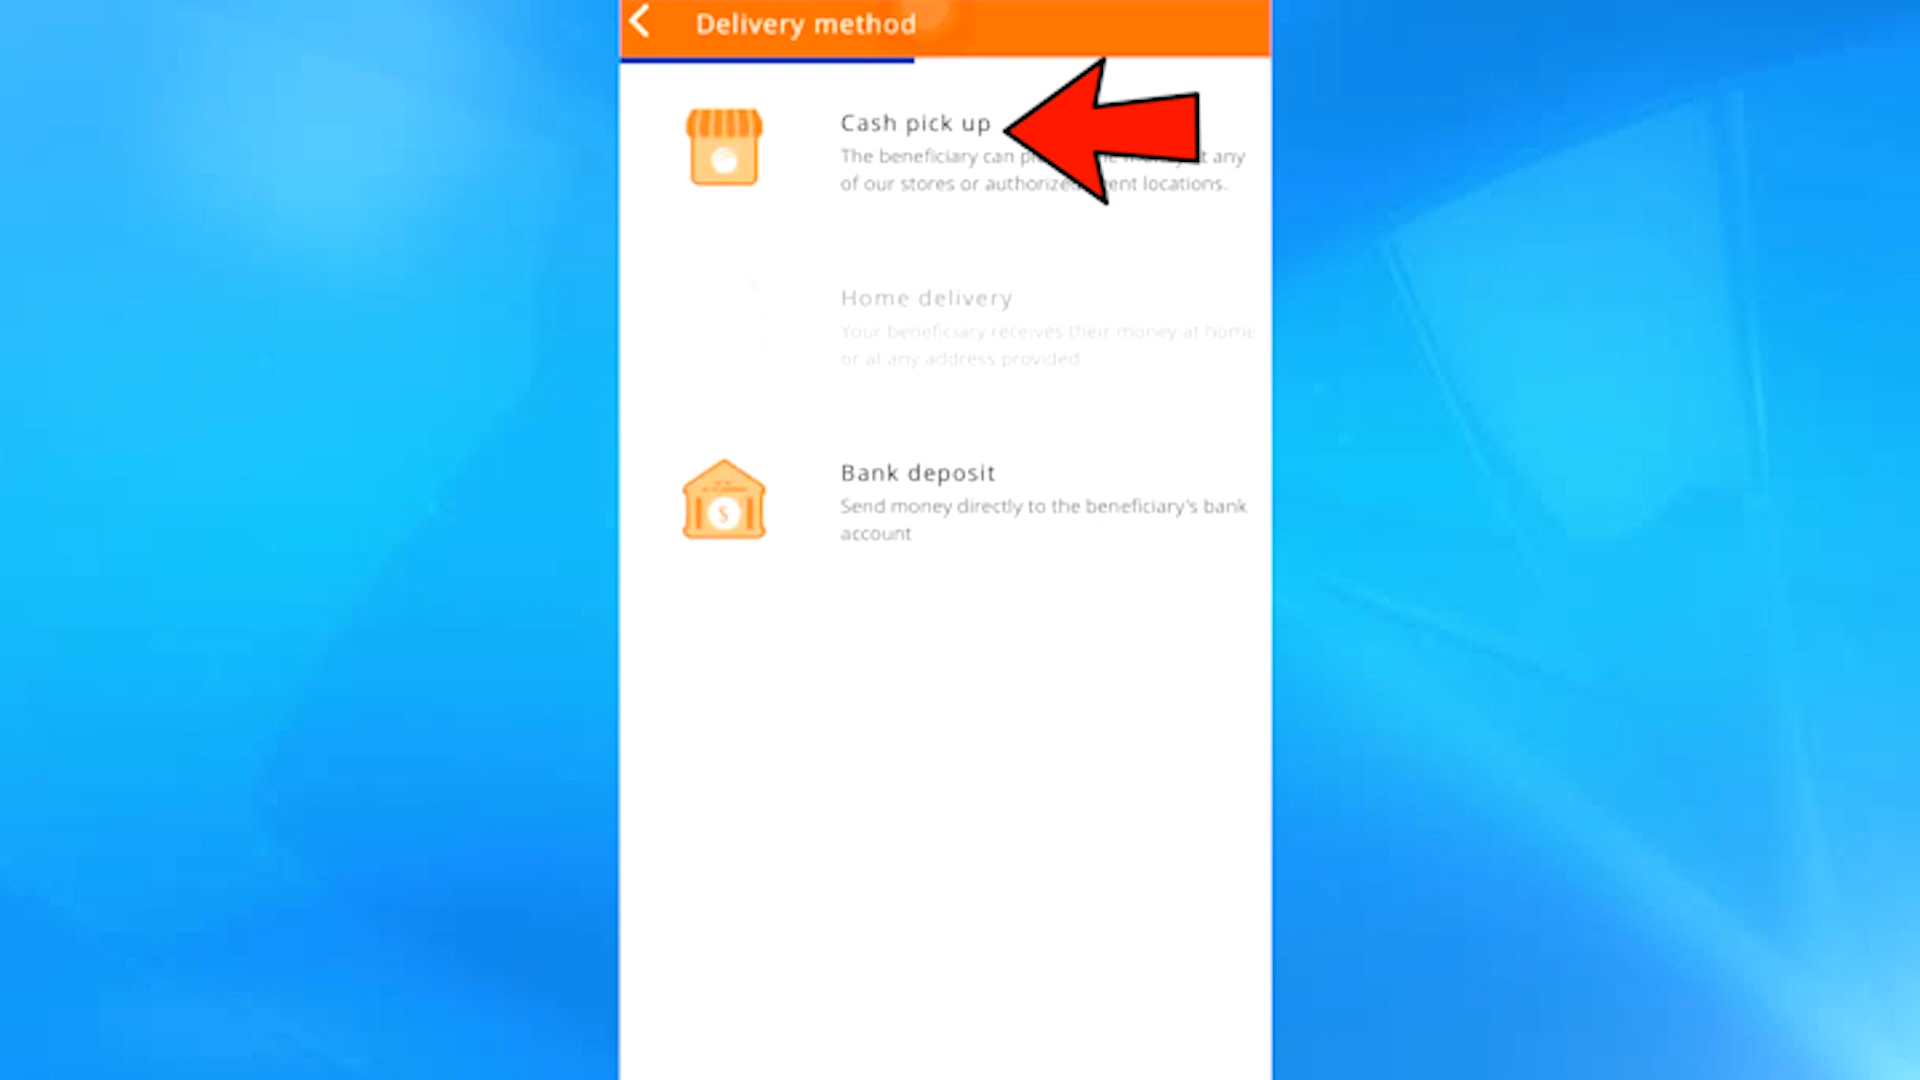 Delivery method
Cash pick up
The beneficiary can any
of our stores or authorized locations.
Home delivery
Your beneficiary receives their money at home
or at any address provided
Bank deposit
$
Send money directly to the beneficiary's bank
account